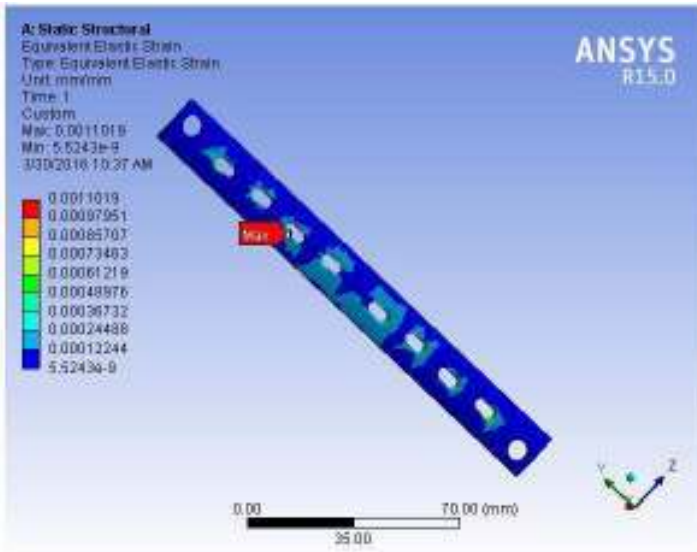 A: Static Structural
Equivalent Elastic Strain
Type: Equivalent Elastic Strain
Unit: mm/mm
Time: 1
Custom
Max: 0.0011019
Min: 5.5243e-9
3/30/2016 10:37 AM
0.0011019
0.00097951
0.00085707
0.00073463
0.00061219
0.00048976
0.00036732
0.00024488
0.00012244
5.5243e-9
ANSYS
R15.0
Max
Y
Z
0.00
70.00 (mm)
35.00